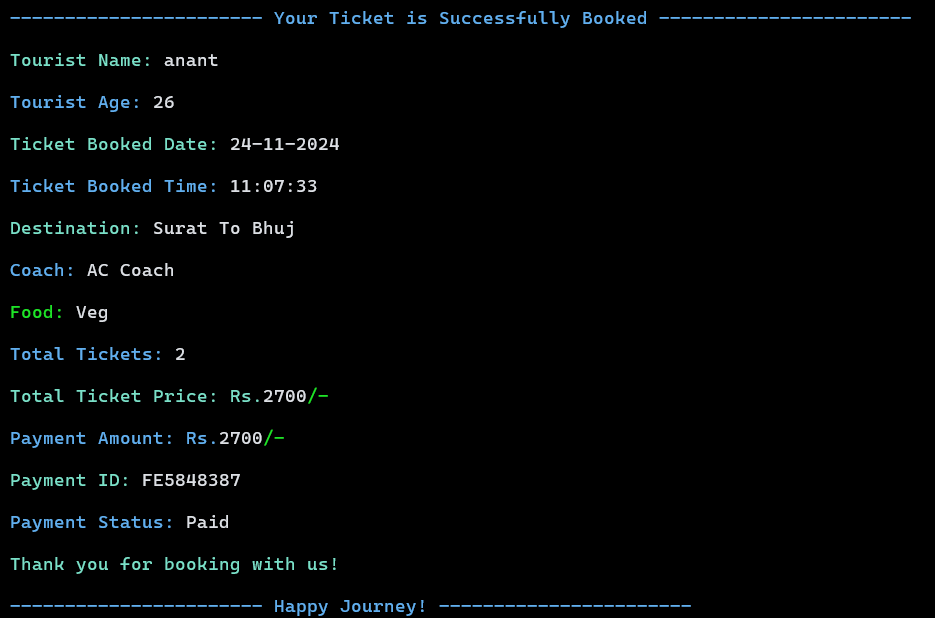 ----------------------- Your Ticket is Successfully Booked -----------------------
Tourist Name: anant
Tourist Age: 26
Ticket Booked Date: 24-11-2024
Ticket Booked Time: 11:07:33
Destination: Surat To Bhuj
Coach: AC Coach
Food: Veg
Total Tickets: 2
Total Ticket Price: Rs.2700/-
Payment Amount: Rs.2700/-
Payment ID: FE5848387
Payment Status: Paid
Thank you for booking with us!
----------------------- Happy Journey! -----------------------